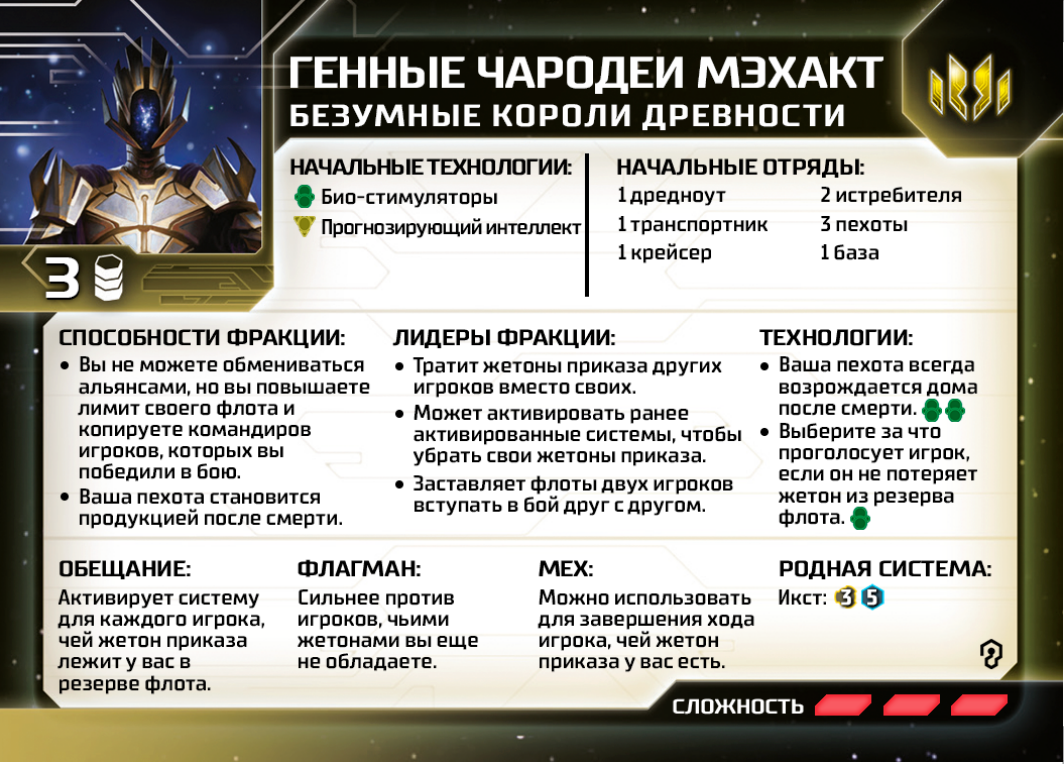 ГЕННЫЕ ЧАРОДЕИ МЭХАКТ
БЕЗУМНЫЕ КОРОЛИ ДРЕВНОСТИ
НАЧАЛЬНЫЕ ТЕХНОЛОГИИ:
Био-стимуляторы
Прогнозирующий интеллект
НАЧАЛЬНЫЕ ОТРЯДЫ:
1 дредноут
1 транспортник
1 крейсер
2 истребителя
3 пехоты
1 база
3
СПОСОБНОСТИ ФРАКЦИИ:
• Вы не можете обмениваться
альянсами, но вы повышаете
лимит своего флота и
копируете командиров
игроков, которых вы
победили в бою.
• Ваша пехота становится
продукцией после смерти.
ЛИДЕРЫ ФРАКЦИИ:
• Тратит жетоны приказа других
игроков вместо своих.
• Может активировать ранее
активированные системы, чтобы
убрать свои жетоны приказа.
• Заставляет флоты двух игроков
вступать в бой друг с другом.
ТЕХНОЛОГИИ:
• Ваша пехота всегда
возрождается дома
после смерти.
• Выберите за что
проголосует игрок,
если он не потеряет
жетон из резерва
флота.
ОБЕЩАНИЕ:
Активирует систему
для каждого игрока,
чей жетон приказа
лежит у вас в
резерве флота.
ФЛАГМАН:
Сильнее против
игроков, чьими
жетонами вы еще
не обладаете.
МЕХ:
Можно использовать
для завершения хода
игрока, чей жетон
приказа у вас есть.
РОДНАЯ СИСТЕМА:
Икст: 3 5
СЛОЖНОСТЬ